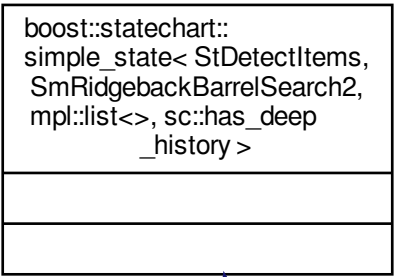 boost::statechart::
simple_state< StDetectItems,
SmRidgebackBarrelSearch2,
mpl::list<>, sc::has_deep
_history >